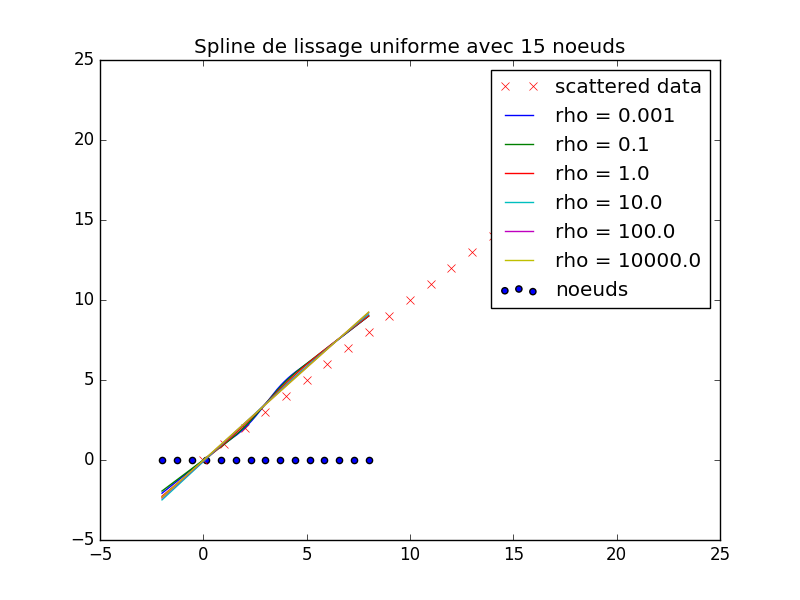 Spline de lissage uniforme avec 15 noeuds
25
20
15
10
5
0
−5
−5 0 5 10 15 20 25
scattered data
rho = 0.001
rho = 0.1
rho = 1.0
rho = 10.0
rho = 100.0
rho = 10000.0
noeuds